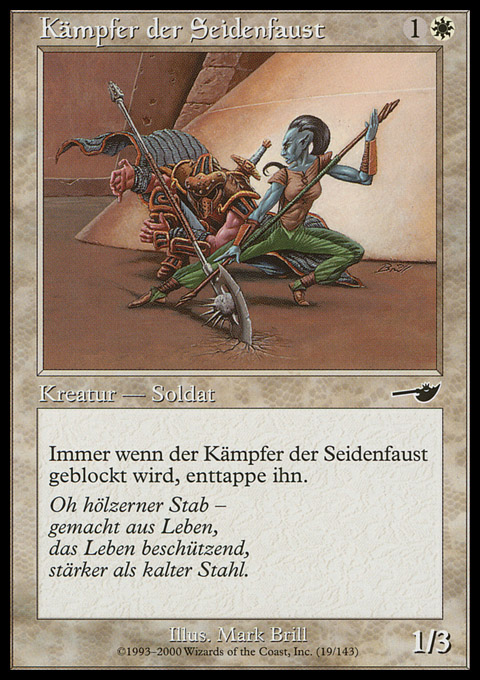 Kämpfer der Seidenfaust
1
Brill
Kreatur — Soldat
Immer wenn der Kämpfer der Seidenfaust
geblockt wird, enttappe ihn.
Oh hölzerner Stab –
gemacht aus Leben,
das Leben beschützend,
stärker als kalter Stahl.
Illus. Mark Brill
©1993–2000 Wizards of the Coast, Inc. (19/143)
1/3